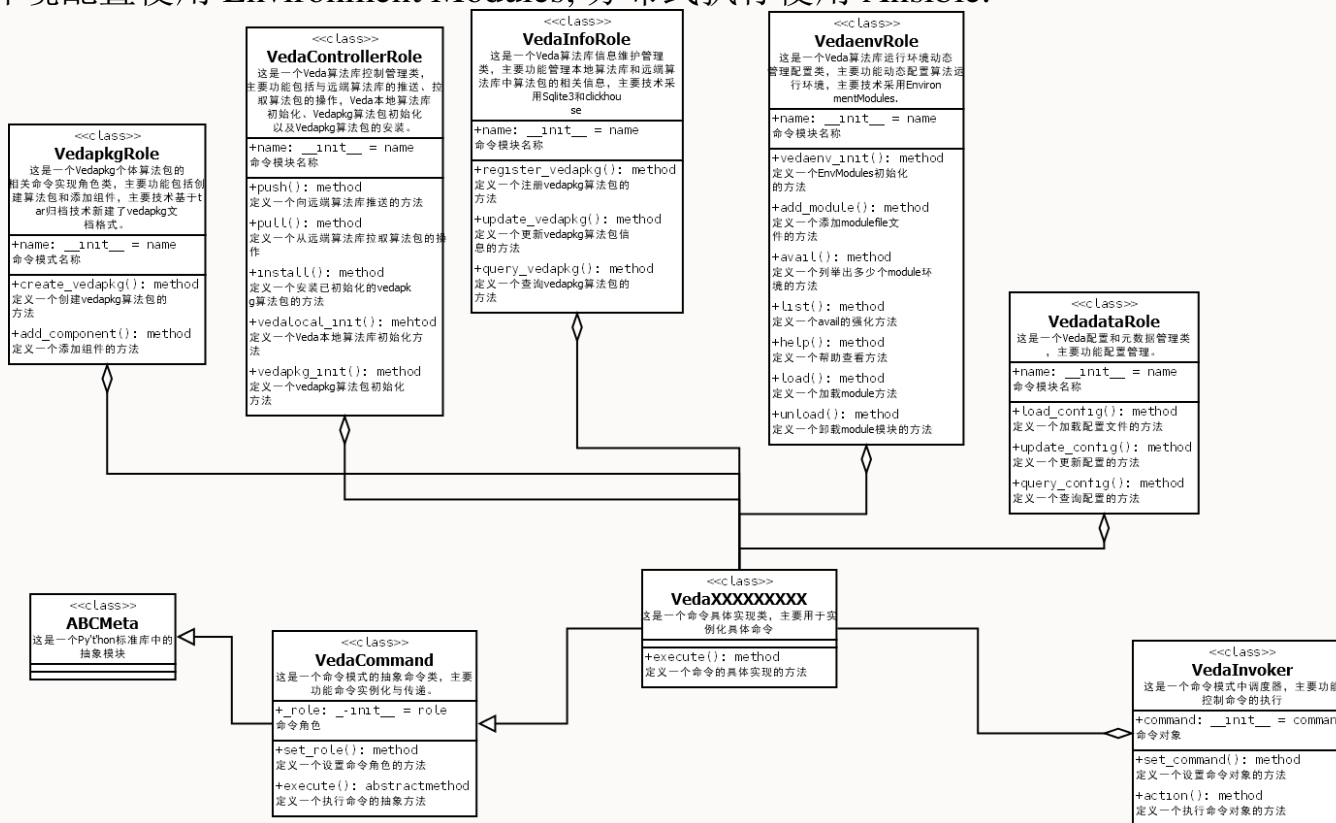 环境配置使用 Environment Modules, 分布式执行使用 Ansible.
<<class>>
VedapkgRole
这是一个Vedapkg个体算法包的
相关命令实现角色类，主要功能包括创
建算法包和添加组件，主要技术基于t
ar归档技术新建了vedapkg文
档格式。
+name: __init__ = name
命令模式名称
+create_vedapkg(): method
定义一个创建vedapkg算法包的
方法
+add_component(): method
定义一个添加组件的方法
<<class>>
VedaControllerRole
这是一个Veda算法库控制管理类，
主要功能包括与远端算法库的推送、拉
取算法包的操作，Veda本地算法库
初始化、Vedapkg算法包初始化
以及Vedapkg算法包的安装。
+name: __init__ = name
命令模块名称
+push(): method
定义一个向远端算法库推送的方法
+pull(): method
定义一个从远端算法库拉取算法包的操
作
+install(): method
定义一个安装已初始化的vedapk
g算法包的方法
+vedalocal_init(): mehtod
定义一个Veda本地算法库初始化方
法
+vedapkg_init(): method
定义一个vedapkg算法包初始化
方法
<<class>>
VedaInfoRole
这是一个Veda算法库信息维护管理
类，主要功能管理本地算法库和远端算
法库中算法包的相关信息，主要技术采
用Sqlite3和clickhou
se
+name: __init__ = name
命令模块名称
+register_vedapkg(): method
定义一个注册vedapkg算法包的
方法
+update_vedapkg(): method
定义一个更新vedapkg算法包信
息的方法
+query_vedapkg(): method
定义一个查询vedapkg算法包的
方法
<<class>>
VedaenvRole
这是一个Veda算法库运行环境动态
管理配置类，主要功能动态配置算法运
行环境，主要技术采用Environ
mentModules.
+name: __init__ = name
命令模块名称
+vedaenv_init(): method
定义一个EnvModules初始化
的方法
+add_module(): method
定义一个添加modulefile文
件的方法
+avail(): method
定义一个列举出多少个module环
境的方法
+list(): method
定义一个avail的强化方法
+help(): method
定义一个帮助查看方法
+load(): method
定义一个加载module方法
+unload(): method
定义一个卸载module模块的方法
<<class>>
VedadataRole
这是一个Veda配置和元数据管理类
，主要功能配置管理。
+name: __init__ = name
命令模块名称
+load_config(): method
定义一个加载配置文件的方法
+update_config(): method
定义一个更新配置的方法
+query_config(): method
定义一个查询配置的方法
<<class>>
ABCMeta
这是一个Py't'hon标准库中的
抽象模块
<<class>>
VedaCommand
这是一个命令模式的抽象命令类，主要
功能命令实例化与传递。
+_role: _-init__ = role
命令角色
+set_role(): method
定义一个设置命令角色的方法
+execute(): abstractmethod
定义一个执行命令的抽象方法
<<class>>
VedaXXXXXXXXX
这是一个命令具体实现类，主要用于实
例化具体命令
+execute(): method
定义一个命令的具体实现的方法
<<class>>
VedaInvoker
这是一个命令模式中调度器，主要功能
控制命令的执行
+command: __init__ = comman
命令对象
+set_command(): method
定义一个设置命令对象的方法
+action(): method
定义一个执行命令对象的方法